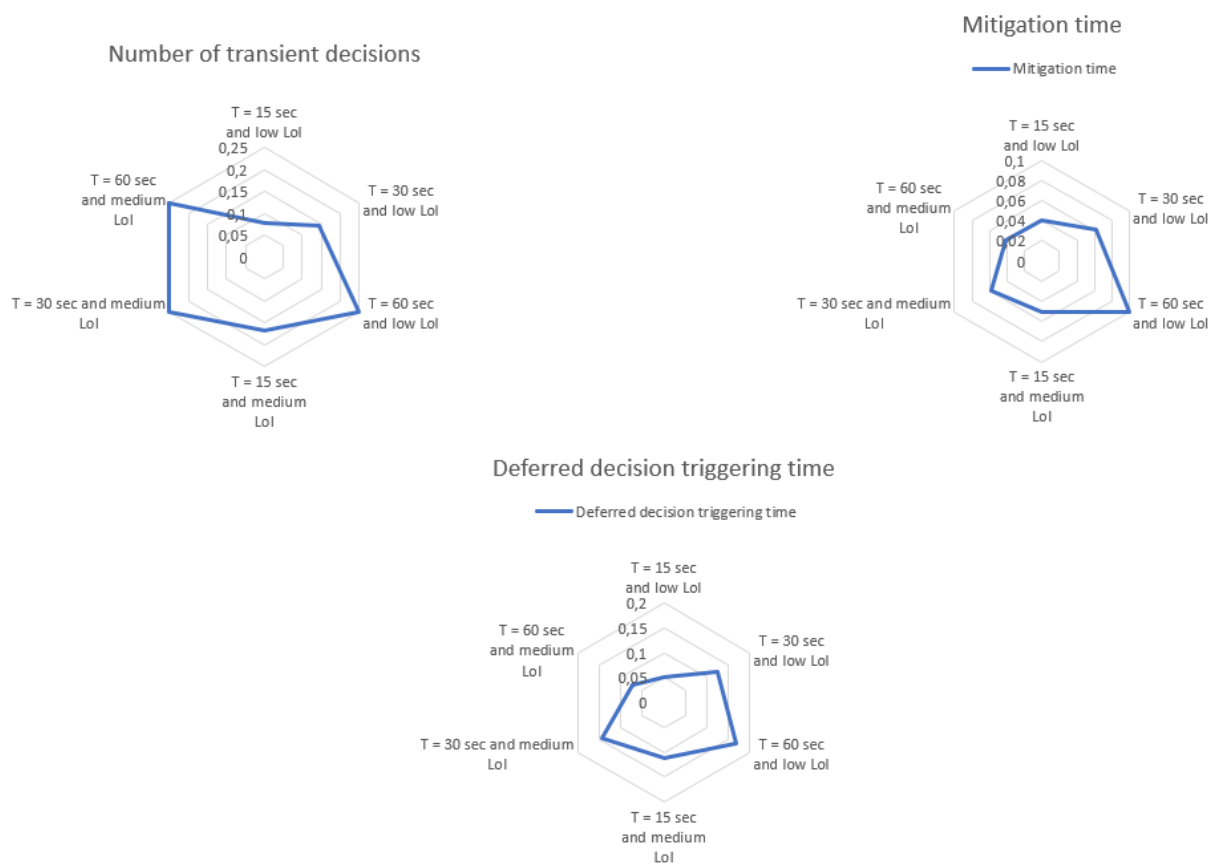 Number of transient decisions
T = 15 sec
and low LoI
0,25
0,2
0,15
0,1
0,05
0
T = 30 sec
and low LoI
T = 60 sec
and low LoI
T = 15 sec
and medium
LoI
T = 30 sec and medium
LoI
T = 60 sec
and medium
LoI
Mitigation time
Mitigation time
T = 15 sec
and low LoI
0,1
0,08
0,06
0,04
0,02
0
T = 30 sec
and low LoI
T = 60 sec
and low LoI
T = 15 sec
and medium
LoI
T = 30 sec and medium
LoI
T = 60 sec
and medium
LoI
Deferred decision triggering time
Deferred decision triggering time
T = 15 sec
and low LoI
0,2
0,15
0,1
0,05
0
T = 30 sec
and low LoI
T = 60 sec
and low LoI
T = 15 sec
and medium
LoI
T = 30 sec and medium
LoI
T = 60 sec
and medium
LoI